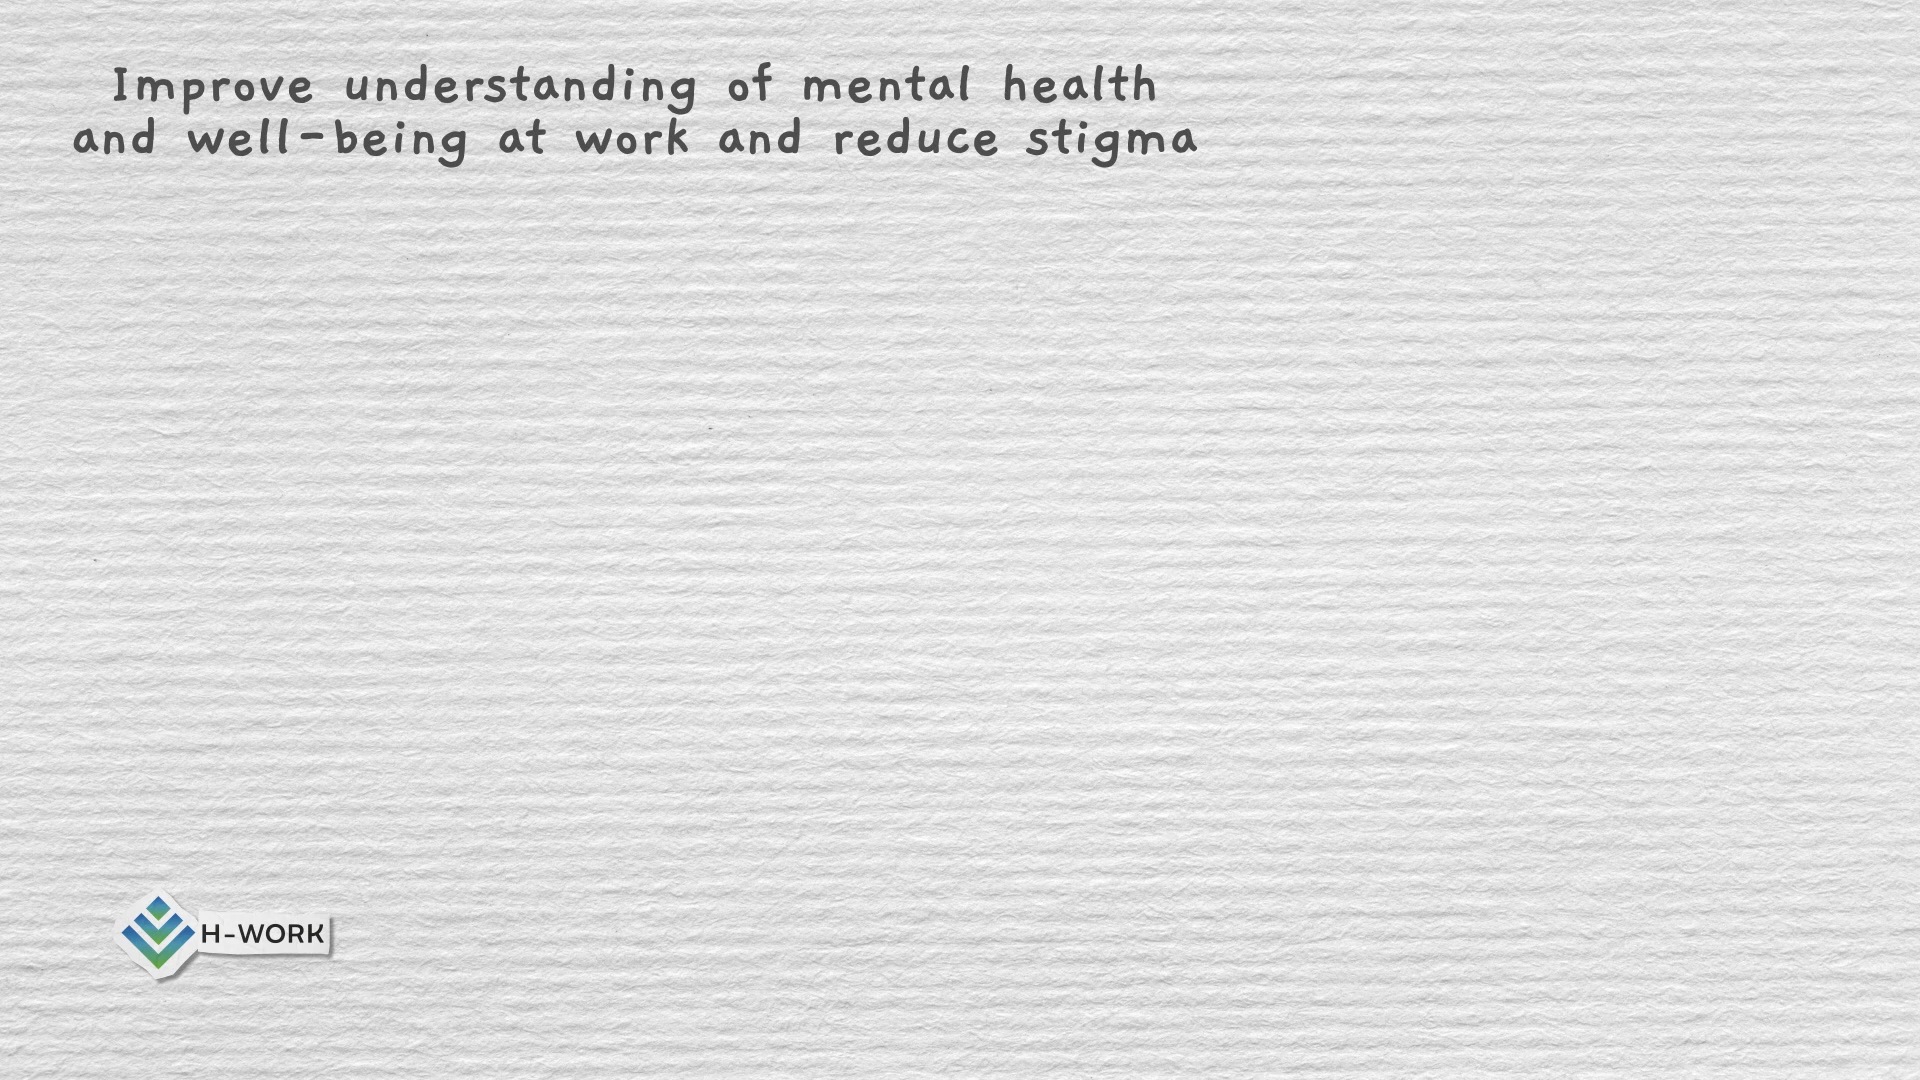 Improve understanding of mental health
and well-being at work and reduce stigma
H-WORK